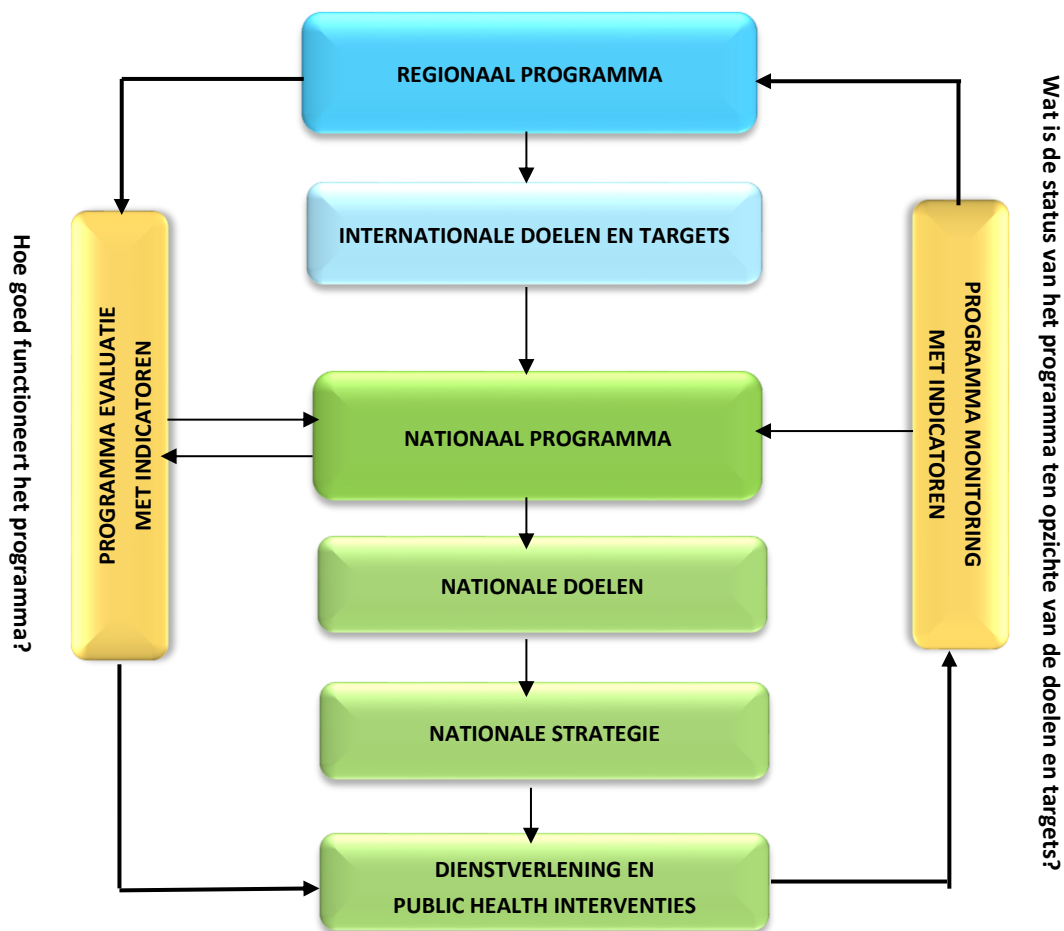 REGIONAAL PROGRAMMA
INTERNATIONALE DOELEN EN TARGETS
NATIONAAL PROGRAMMA
NATIONALE DOELEN
NATIONALE STRATEGIE
DIENSTVERLENING EN
PUBLIC HEALTH INTERVENTIES
Hoe goed functioneert het programma?
PROGRAMMA EVALUATIE
MET INDICATOREN
PROGRAMMA MONITORING
MET INDICATOREN
Wat is de status van het programma ten opzichte van de doelen en targets?